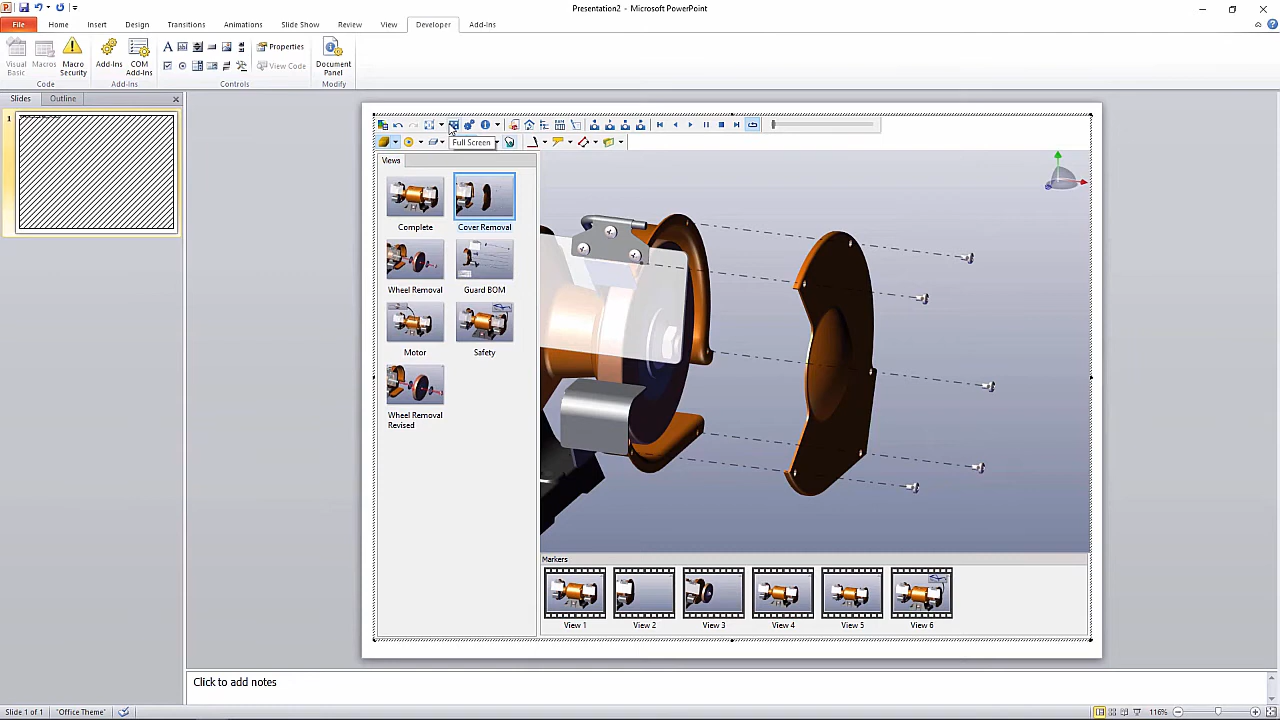 Presentation2 - Microsoft PowerPoint
File Home Insert Design Transitions Animations Slide Show Review View Developer Add-Ins
Visual Basic
Macros
Macro Security
Code
Add-Ins
COM Add-Ins
Add-Ins
Properties
View Code
Controls
Document Panel
Modify
Slides Outline
1
Full Screen
Views
Complete
Cover Removal
Wheel Removal
Guard BOM
Motor
Safety
Wheel Removal Revised
Markers
View 1 View 2 View 3 View 4 View 5 View 6
Click to add notes
Slide 1 of 1 "Office Theme" 116%